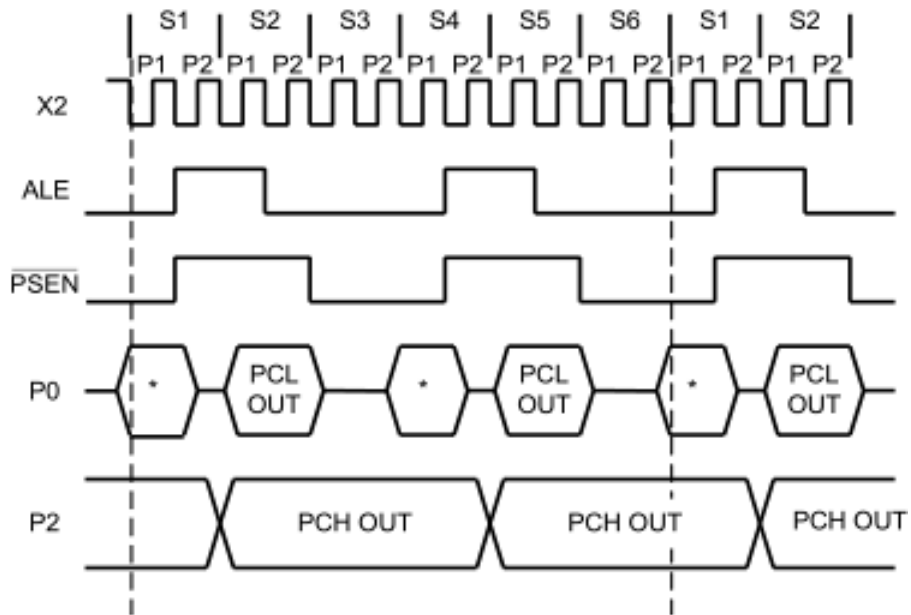 S1 S2 S3 S4 S5 S6 S1 S2
P1 P2 P1 P2 P1 P2 P1 P2 P1 P2 P1 P2 P1 P2 P1 P2
X2
ALE
PSEN
P0 * PCL OUT * PCL OUT * PCL OUT
P2 PCH OUT PCH OUT PCH OUT